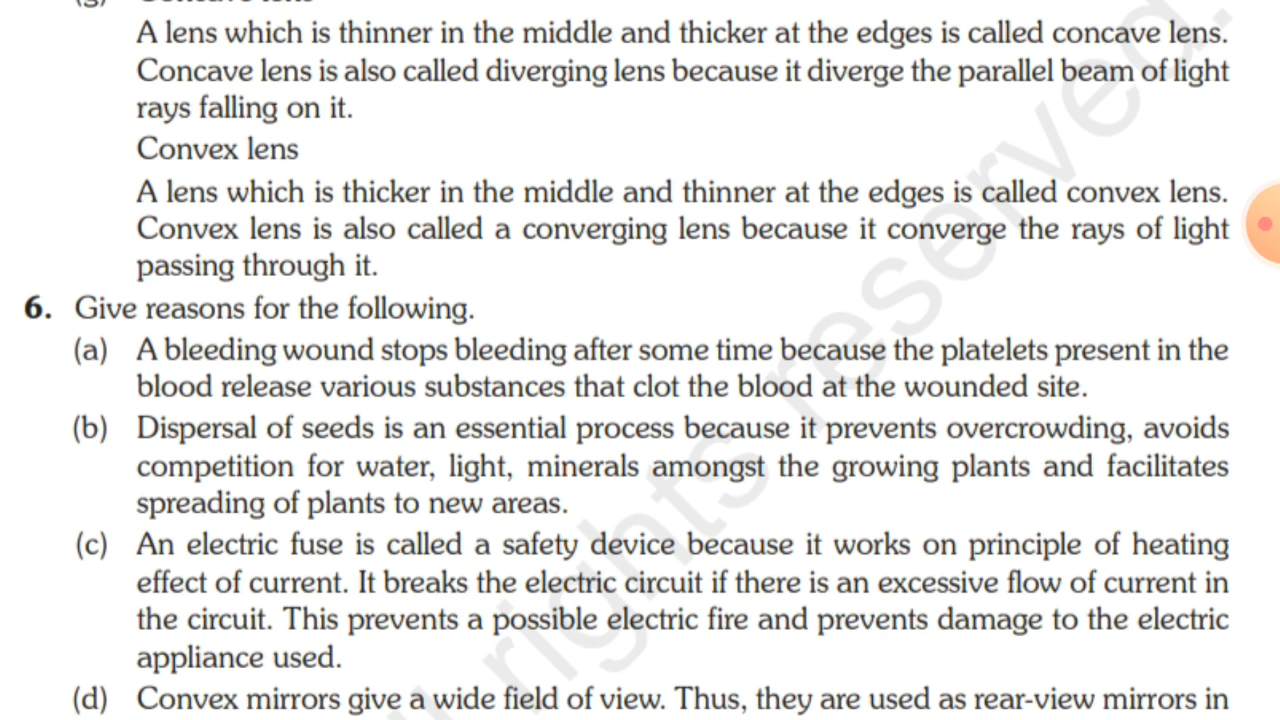 A lens which is thinner in the middle and thicker at the edges is called concave lens.
Concave lens is also called diverging lens because it diverge the parallel beam of light
rays falling on it.
Convex lens
A lens which is thicker in the middle and thinner at the edges is called convex lens.
Convex lens is also called a converging lens because it converge the rays of light
passing through it.
6. Give reasons for the following.
(a) A bleeding wound stops bleeding after some time because the platelets present in the
blood release various substances that clot the blood at the wounded site.
(b) Dispersal of seeds is an essential process because it prevents overcrowding, avoids
competition for water, light, minerals amongst the growing plants and facilitates
spreading of plants to new areas.
(c) An electric fuse is called a safety device because it works on principle of heating
effect of current. It breaks the electric circuit if there is an excessive flow of current in
the circuit. This prevents a possible electric fire and prevents damage to the electric
appliance used.
(d) Convex mirrors give a wide field of view. Thus, they are used as rear-view mirrors in
rights reserved.